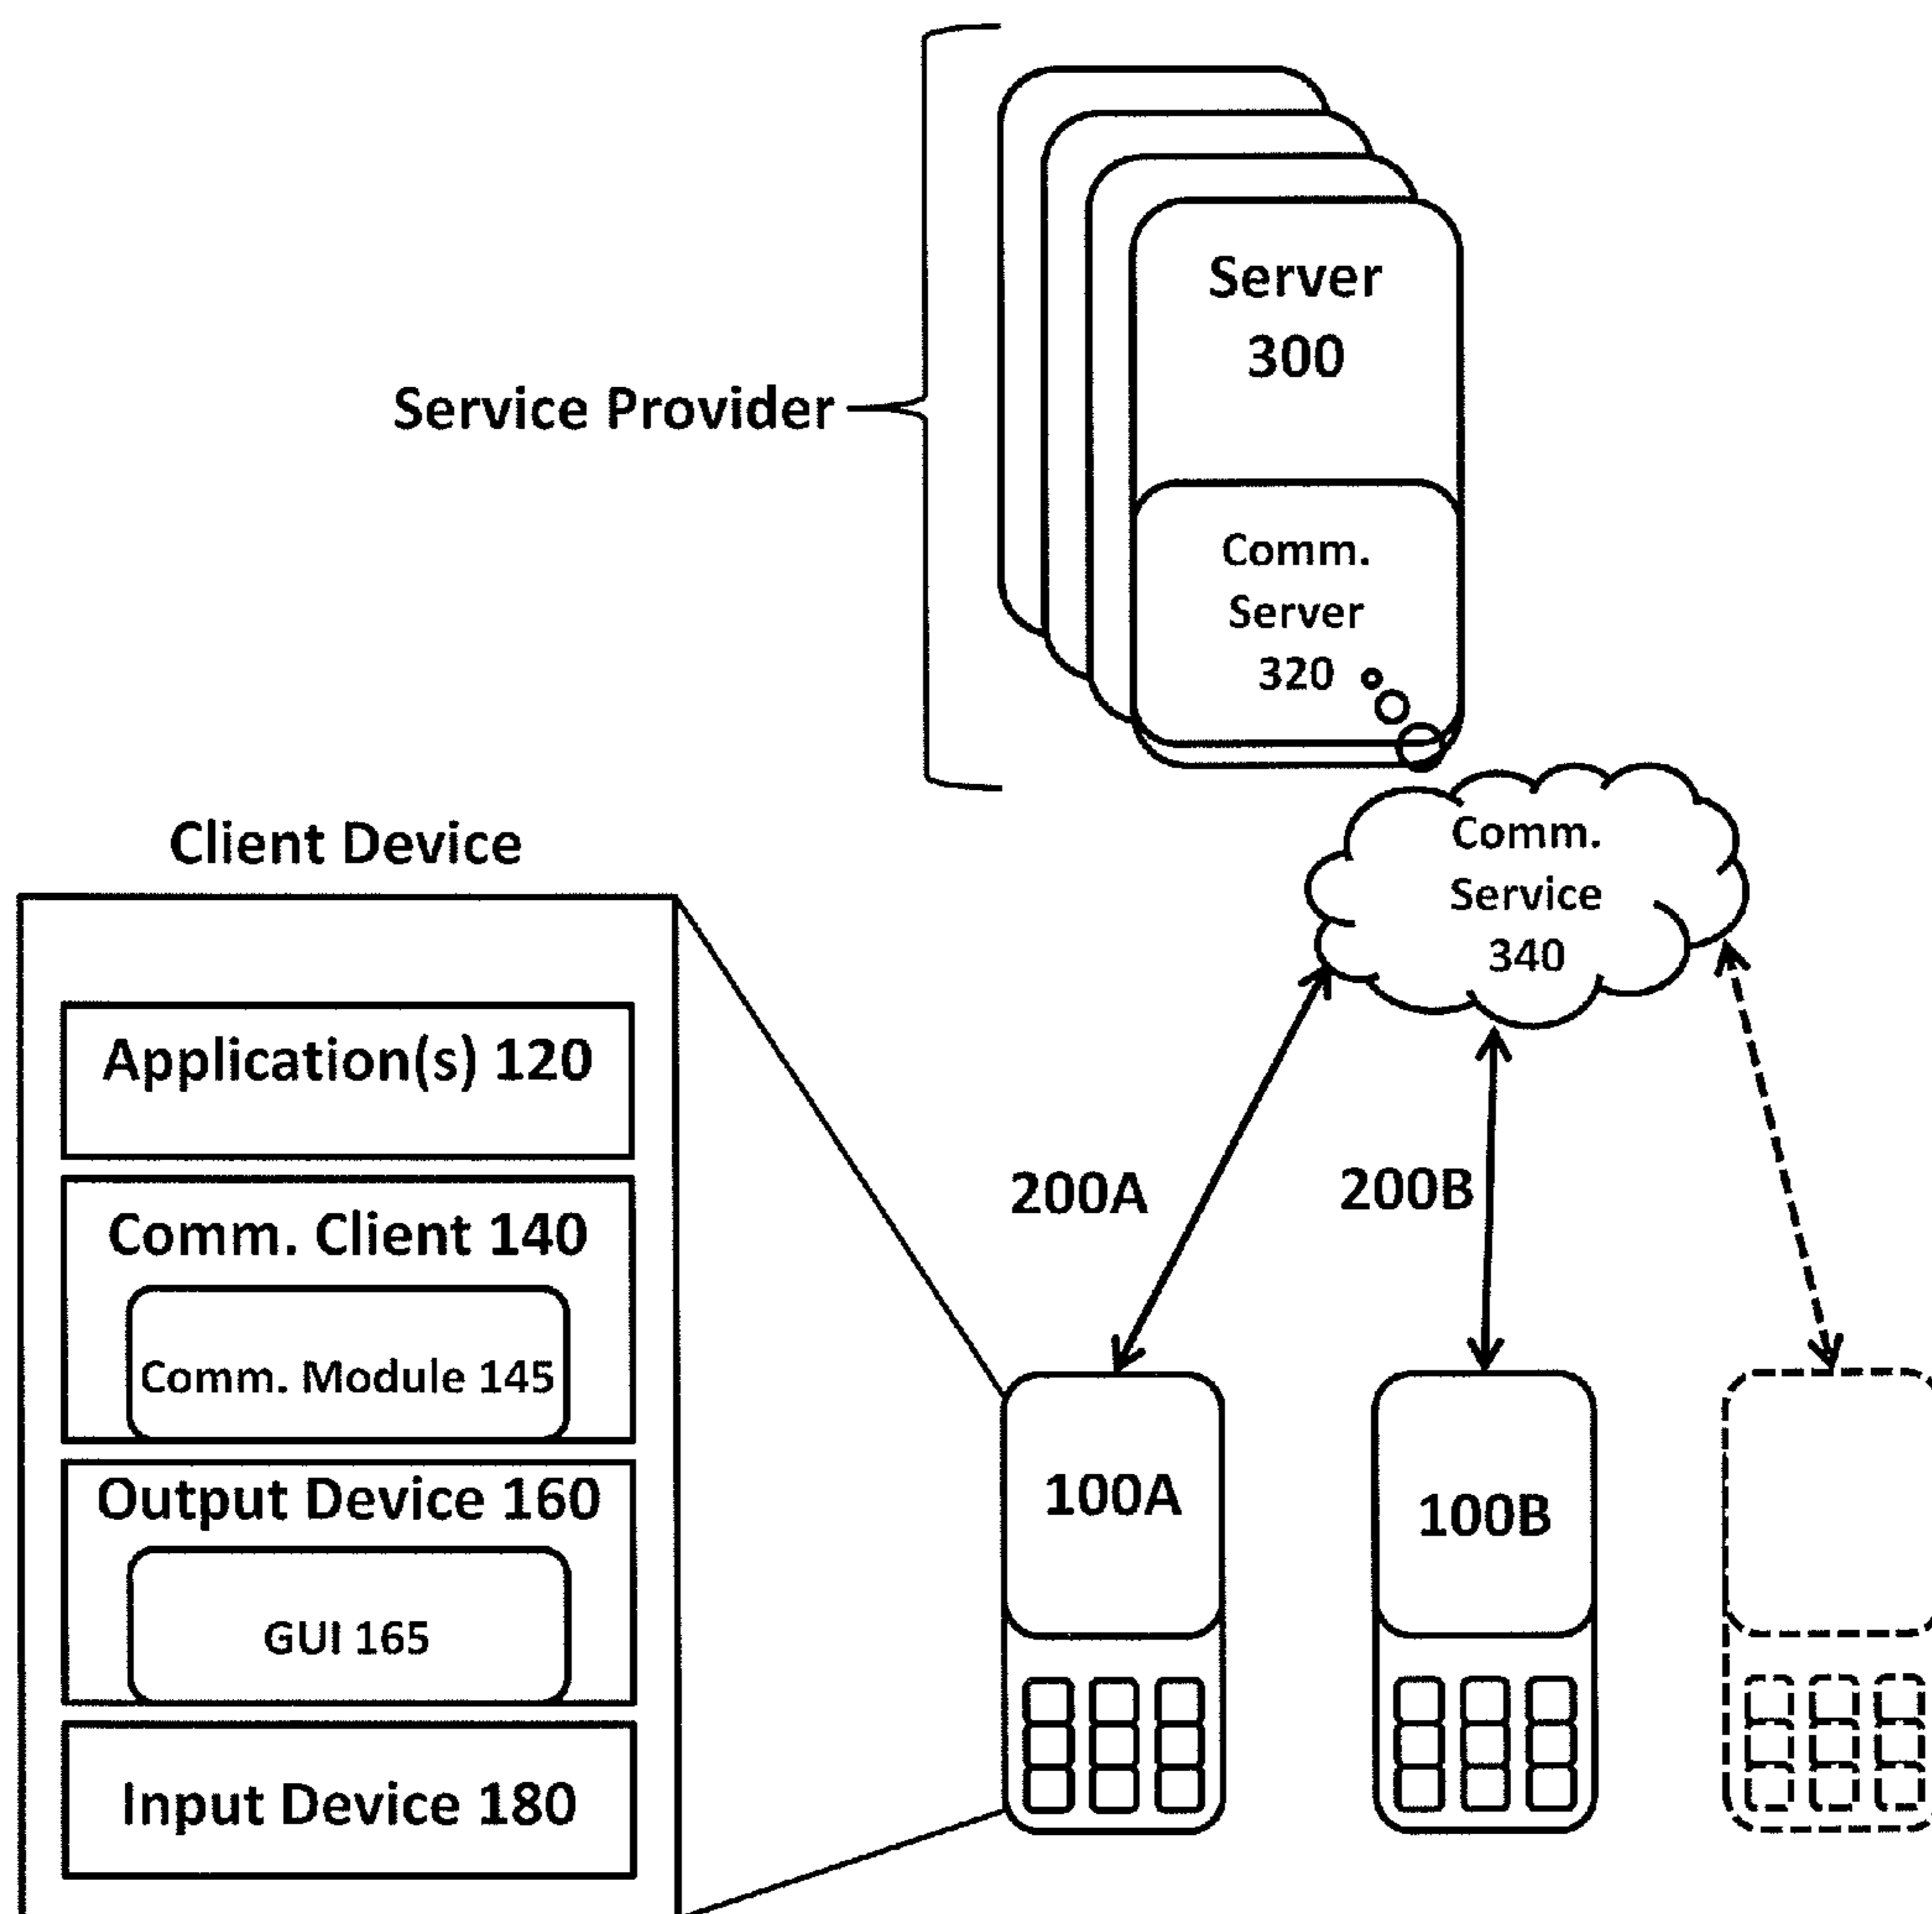 Server
300
Service Provider
Comm.
Server
320
Client Device
Comm.
Service
340
Application(s) 120
Comm. Client 140
Comm. Module 145
Output Device 160
GUI 165
Input Device 180
200A
200B
100A
100B